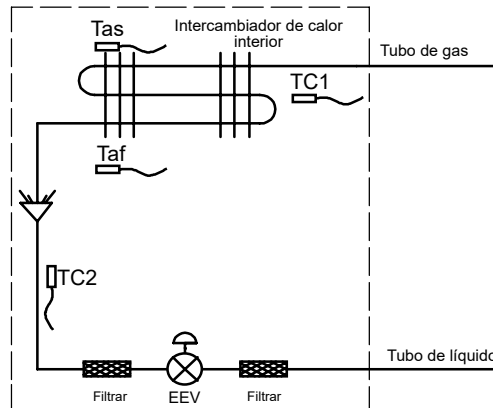 Tas
Intercambiador de calor
interior
Tubo de gas
TC1
Taf
TC2
Tubo de líquido
Filtrar
EEV
Filtrar